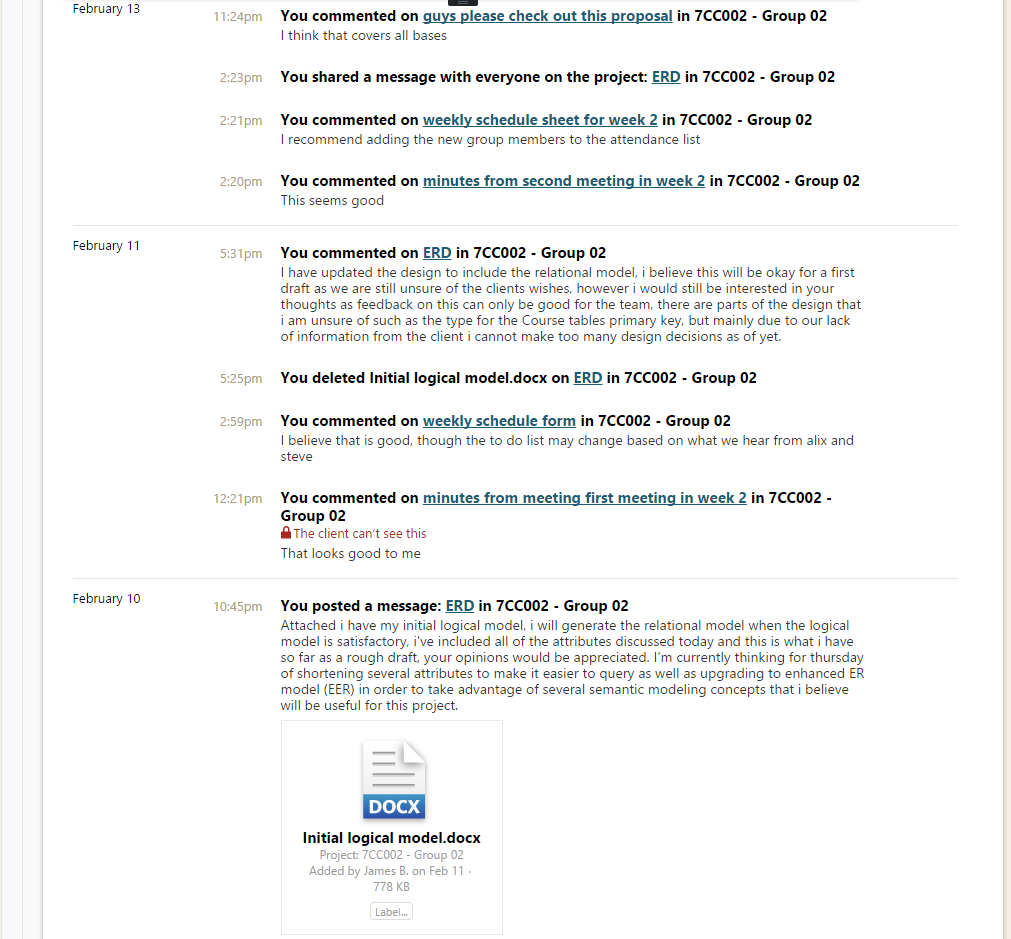 February 13
11:24pm
You commented on guys please check out this proposal in 7CC002 - Group 02
I think that covers all bases
2:23pm
You shared a message with everyone on the project: ERD in 7CC002 - Group 02
2:21pm
You commented on weekly schedule sheet for week 2 in 7CC002 - Group 02
I recommend adding the new group members to the attendance list
2:20pm
You commented on minutes from second meeting in week 2 in 7CC002 - Group 02
This seems good
February 11
5:31pm
You commented on ERD in 7CC002 - Group 02
I have updated the design to include the relational model, i believe this will be okay for a first
draft as we are still unsure of the clients wishes, however i would still be interested in your
thoughts as feedback on this can only be good for the team, there are parts of the design that
i am unsure of such as the type for the Course tables primary key, but mainly due to our lack
of information from the client i cannot make too many design decisions as of yet.
5:25pm
You deleted Initial logical model.docx on ERD in 7CC002 - Group 02
2:59pm
You commented on weekly schedule form in 7CC002 - Group 02
I believe that is good, though the to do list may change based on what we hear from alix and
steve
12:21pm
You commented on minutes from meeting first meeting in week 2 in 7CC002 -
Group 02
The client can't see this
That looks good to me
February 10
10:45pm
You posted a message: ERD in 7CC002 - Group 02
Attached i have my initial logical model, i will generate the relational model when the logical
model is satisfactory, i've included all of the attributes discussed today and this is what i have
so far as a rough draft, your opinions would be appreciated. I'm currently thinking for thursday
of shortening several attributes to make it easier to query as well as upgrading to enhanced ER
model (EER) in order to take advantage of several semantic modeling concepts that i believe
will be useful for this project.
DOCX
Initial logical model.docx
Project: 7CC002 - Group 02
Added by James B. on Feb 11 ·
778 KB
Label...